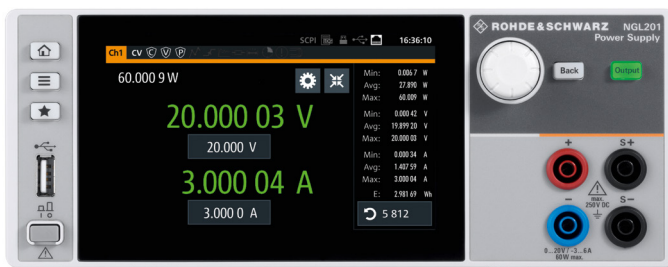 ROHDE & SCHWARZ NGL201
Power Supply
SCPI 16:36:10
Ch1 CV C V P
60.000 9 W
20.000 03 V
20.000 V
3.000 04 A
3.000 0 A
Min: 0.006 7 W
Avg: 27.890 W
Max: 60.009 W
Min: 0.000 42 V
Avg: 19.899 20 V
Max: 20.000 03 V
Min: 0.000 34 A
Avg: 1.407 59 A
Max: 3.000 04 A
E: 2.981 69 Wh
5 812
Back
Output
+ S+
max.
250V DC
- S-
0...20V / -3...6A
60W max.